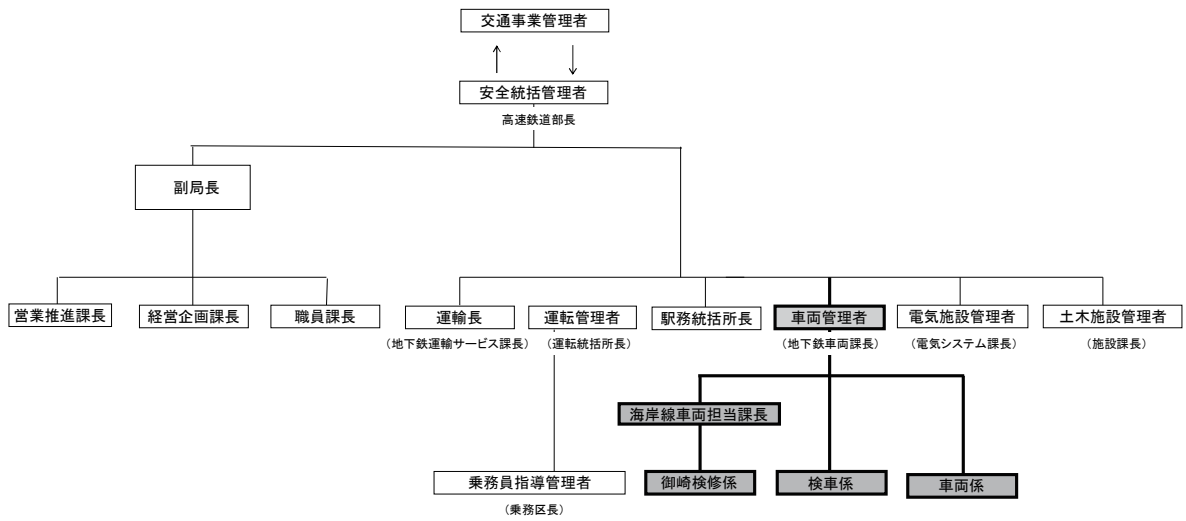 交通事業管理者
安全統括管理者
高速鉄道部長
副局長
営業推進課長
経営企画課長
職員課長
運輸長
(地下鉄運輸サービス課長)
運転管理者
(運転統括所長)
駅務統括所長
車両管理者
(地下鉄車両課長)
電気施設管理者
(電気システム課長)
土木施設管理者
(施設課長)
海岸線車両担当課長
乗務員指導管理者
(乗務区長)
御崎検修係
検車係
車両係